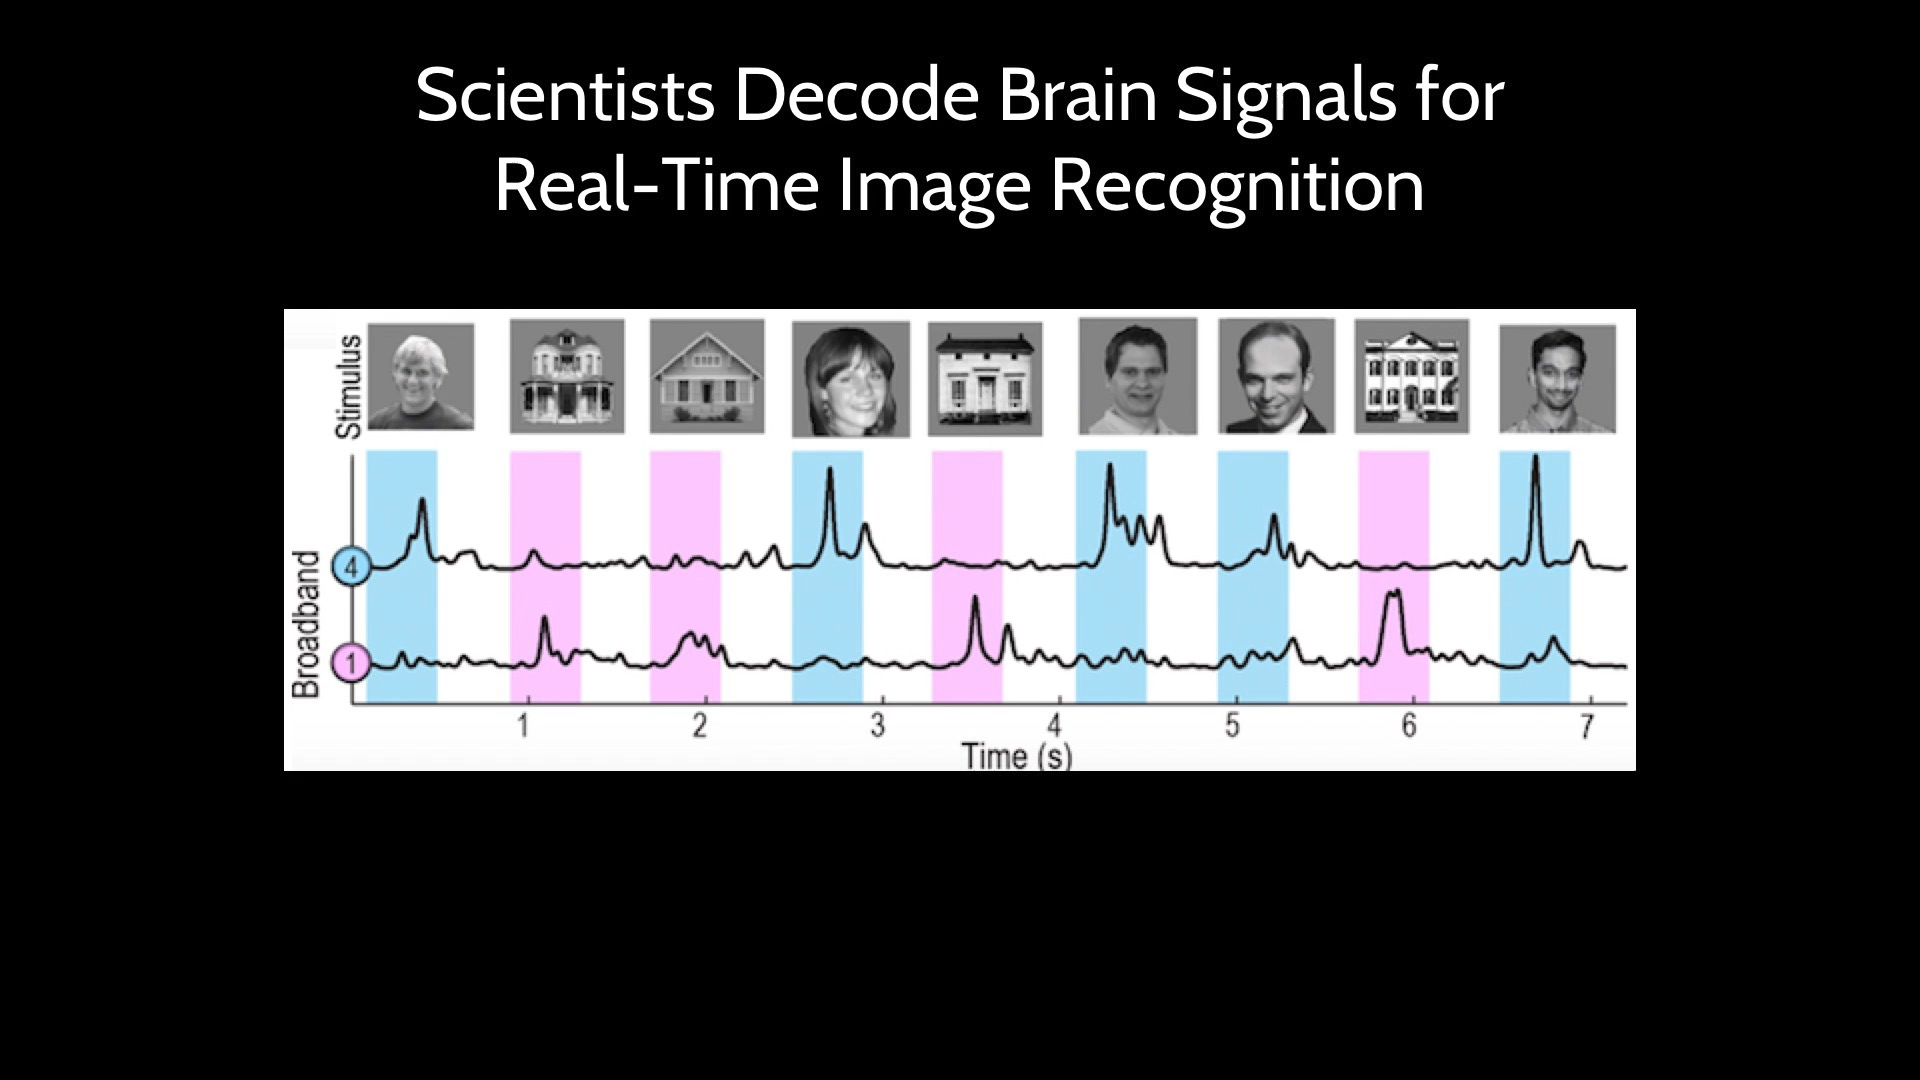 Scientists Decode Brain Signals for
Real-Time Image Recognition
Stimulus
Broadband
4
1
1 2 3 4 5 6 7
Time (s)